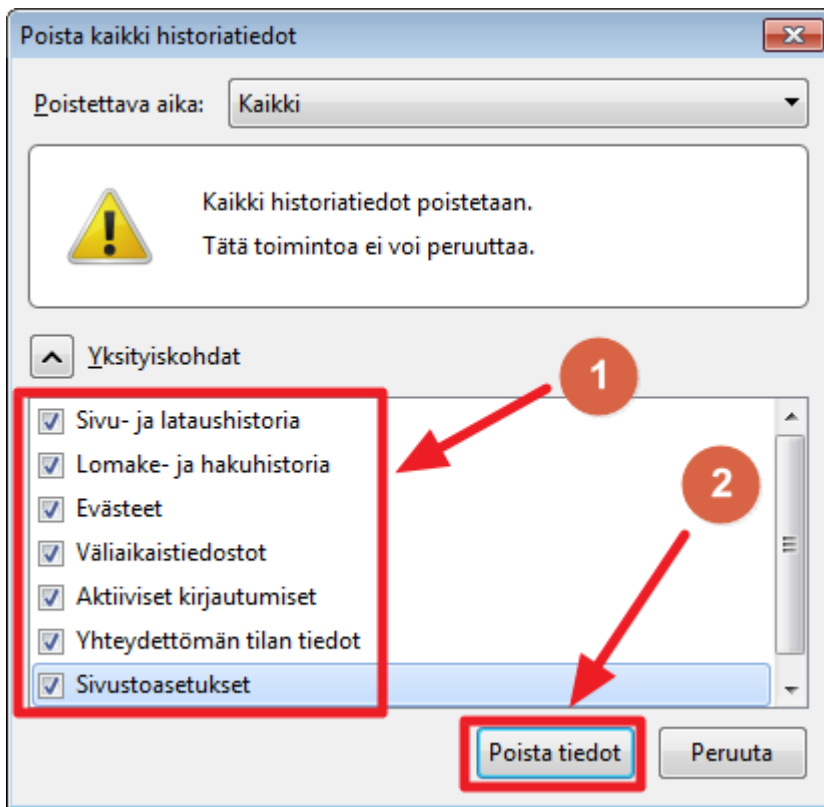 Poista kaikki historiatiedot
Poistettava aika: Kaikki
Kaikki historiatiedot poistetaan.
Tätä toimintoa ei voi peruuttaa.
Yksityiskohdat
1
Sivu- ja lataushistoria
Lomake- ja hakuhistoria
2
Evästeet
Väliaikaistiedostot
Aktiiviset kirjautumiset
Yhteydettömän tilan tiedot
Sivustoasetukset
Poista tiedot Peruuta